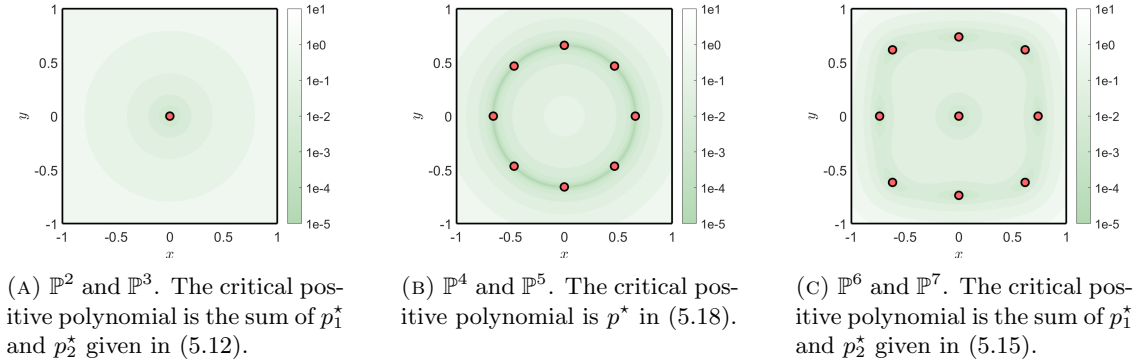 1
0.5
0
-0.5
-1
-1 -0.5 0 0.5 1
x
y
1e1
1e0
1e-1
1e-2
1e-3
1e-4
1e-5
1
0.5
0
-0.5
-1
-1 -0.5 0 0.5 1
x
y
1e1
1e0
1e-1
1e-2
1e-3
1e-4
1e-5
1
0.5
0
-0.5
-1
-1 -0.5 0 0.5 1
x
y
1e1
1e0
1e-1
1e-2
1e-3
1e-4
1e-5
(A) ℙ² and ℙ³. The critical pos-
itive polynomial is the sum of p₁⋆
and p₂⋆ given in (5.12).
(B) ℙ⁴ and ℙ⁵. The critical pos-
itive polynomial is p⋆ in (5.18).
(C) ℙ⁶ and ℙ⁷. The critical pos-
itive polynomial is the sum of p₁⋆
and p₂⋆ given in (5.15).